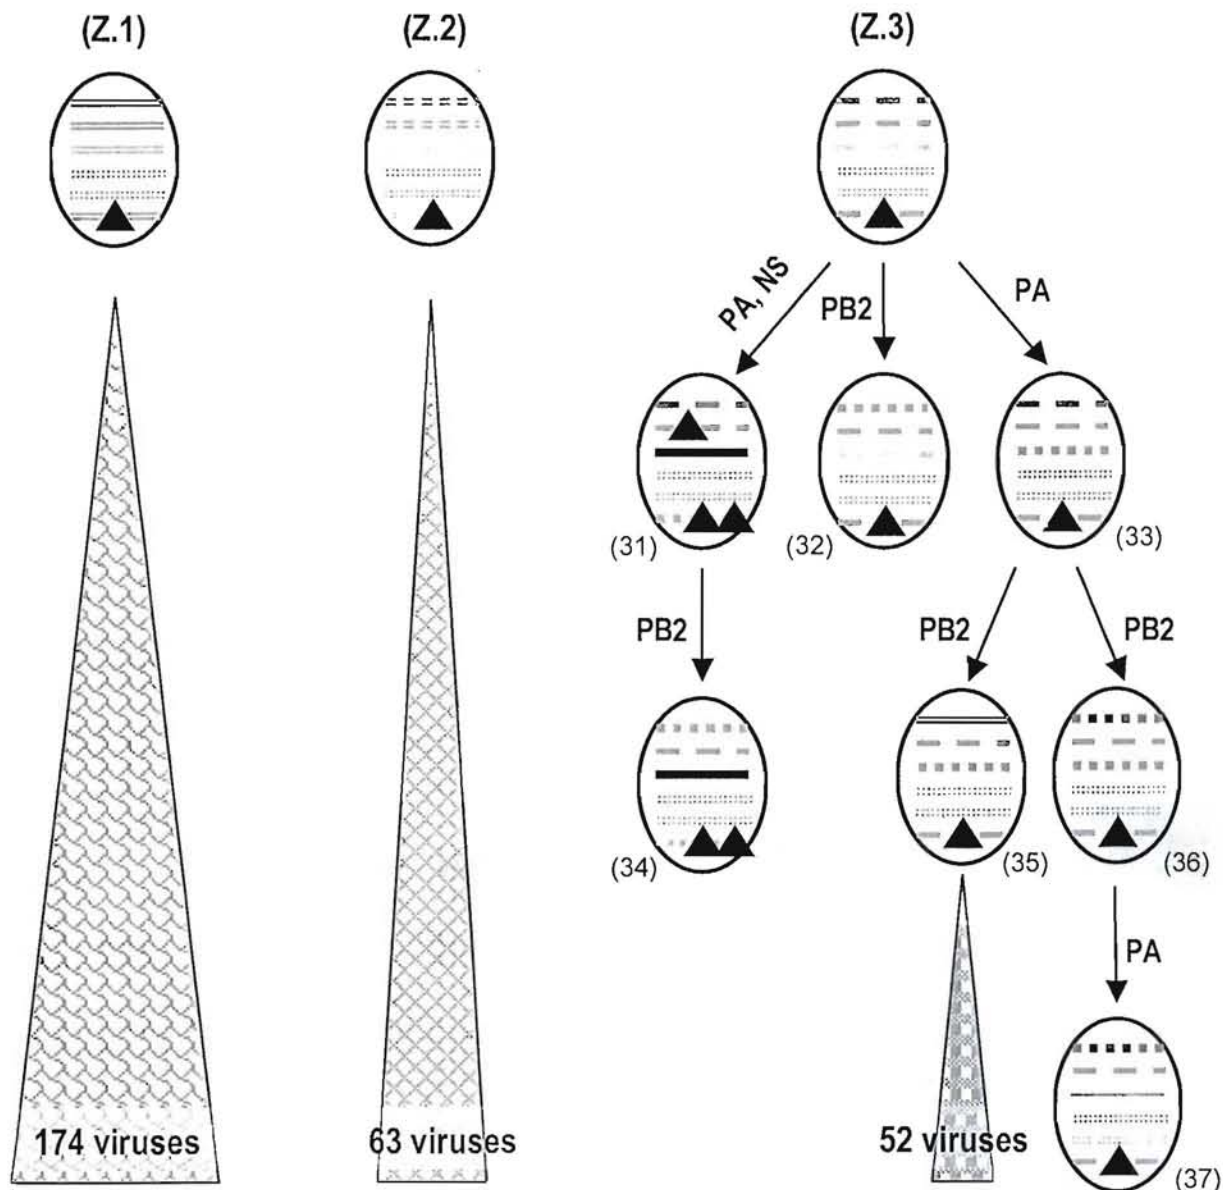 (Z.1) (Z.2) (Z.3)
PA, NS
PB2
PA
(31)
(32)
(33)
PB2
PB2
PB2
(34)
(35)
(36)
PA
174 viruses
63 viruses
52 viruses
(37)